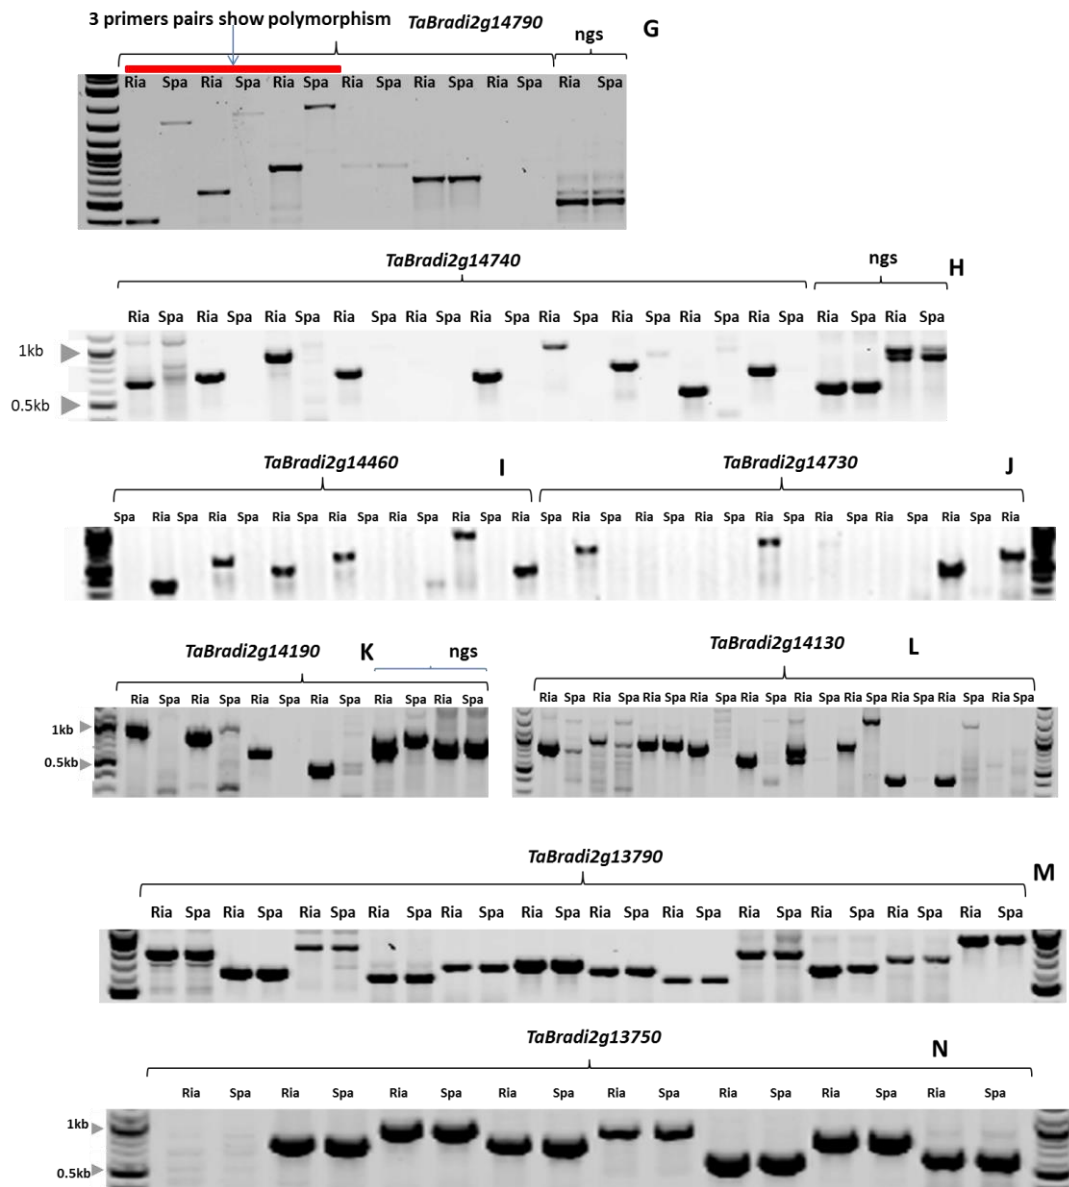 3 primers pairs show polymorphism
TaBradi2g14790 ngs G
Ria Spa Ria Spa Ria Spa Ria Spa Ria Spa Ria Spa Ria Spa
TaBradi2g14740 ngs H
Ria Spa Ria Spa Ria Spa Ria Spa Ria Spa Ria Spa Ria Spa Ria Spa Ria Spa Ria Spa Ria Spa Ria Spa
1kb
0.5kb
TaBradi2g14460 I TaBradi2g14730 J
Spa Ria Spa Ria Spa Ria Spa Ria Spa Ria Spa Ria Spa Ria Spa Ria Spa Ria Spa Ria Spa Ria Spa Ria Spa Ria Spa Ria Spa Ria
TaBradi2g14190 K ngs TaBradi2g14130 L
Ria Spa Ria Spa Ria Spa Ria Spa Ria Spa Ria Spa Ria Spa Ria Spa Ria Spa Ria Spa Ria Spa Ria Spa Ria Spa Ria Spa Ria Spa Ria Spa
1kb
0.5kb
TaBradi2g13790 M
Ria Spa Ria Spa Ria Spa Ria Spa Ria Spa Ria Spa Ria Spa Ria Spa Ria Spa Ria Spa Ria Spa Ria Spa
TaBradi2g13750 N
Ria Spa Ria Spa Ria Spa Ria Spa Ria Spa Ria Spa Ria Spa Ria Spa
1kb
0.5kb